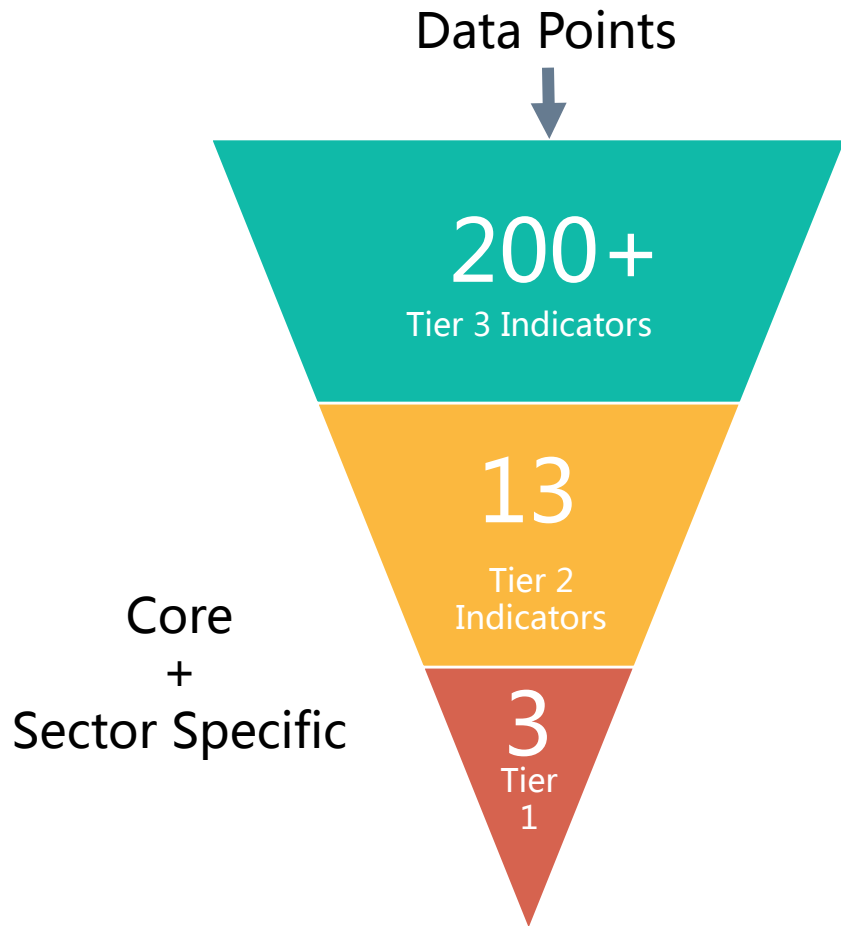 Data Points
200+
Tier 3 Indicators
13
Tier 2
Indicators
Core
+
Sector Specific
3
Tier
1